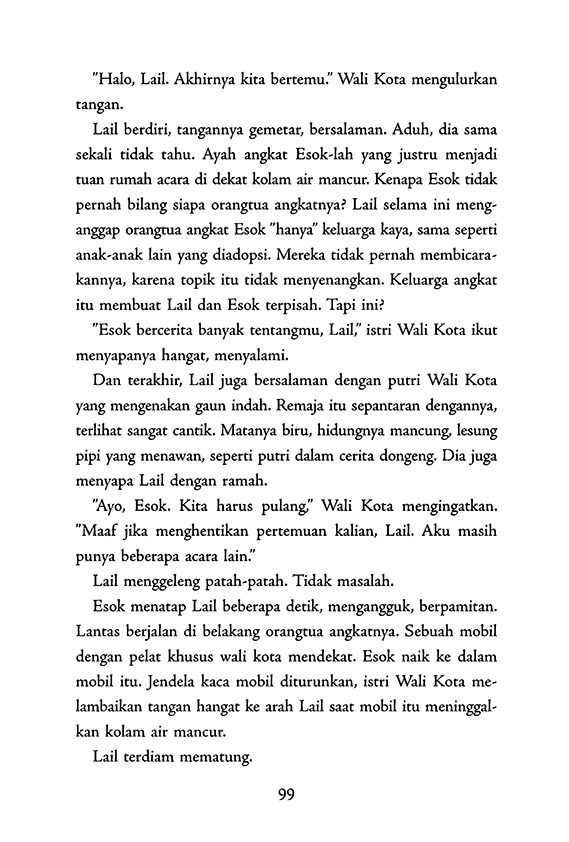 ”Halo, Lail. Akhirnya kita bertemu.” Wali Kota mengulurkan
tangan.
Lail berdiri, tangannya gemetar, bersalaman. Aduh, dia sama
sekali tidak tahu. Ayah angkat Esok-lah yang justru menjadi
tuan rumah acara di dekat kolam air mancur. Kenapa Esok tidak
pernah bilang siapa orangtua angkatnya? Lail selama ini meng-
anggap orangtua angkat Esok ”hanya” keluarga kaya, sama seperti
anak-anak lain yang diadopsi. Mereka tidak pernah membicara-
kannya, karena topik itu tidak menyenangkan. Keluarga angkat
itu membuat Lail dan Esok terpisah. Tapi ini?
”Esok bercerita banyak tentangmu, Lail,” istri Wali Kota ikut
menyapanya hangat, menyalami.
Dan terakhir, Lail juga bersalaman dengan putri Wali Kota
yang mengenakan gaun indah. Remaja itu sepantaran dengannya,
terlihat sangat cantik. Matanya biru, hidungnya mancung, lesung
pipi yang menawan, seperti putri dalam cerita dongeng. Dia juga
menyapa Lail dengan ramah.
”Ayo, Esok. Kita harus pulang,” Wali Kota mengingatkan.
”Maaf jika menghentikan pertemuan kalian, Lail. Aku masih
punya beberapa acara lain.”
Lail menggeleng patah-patah. Tidak masalah.
Esok menatap Lail beberapa detik, mengangguk, berpamitan.
Lantas berjalan di belakang orangtua angkatnya. Sebuah mobil
dengan pelat khusus wali kota mendekat. Esok naik ke dalam
mobil itu. Jendela kaca mobil diturunkan, istri Wali Kota me-
lambaikan tangan hangat ke arah Lail saat mobil itu meninggal-
kan kolam air mancur.
Lail terdiam mematung.
99